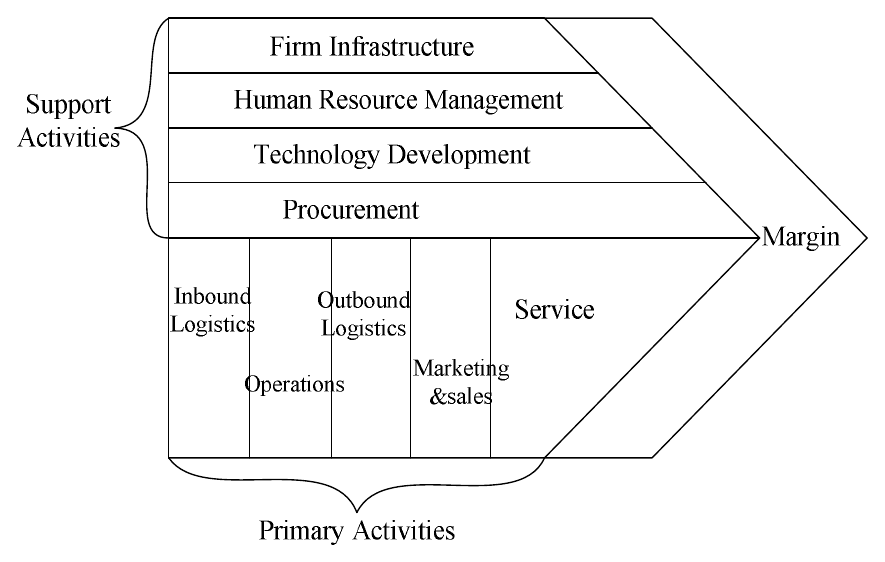 Firm Infrastructure
Support
Activities
Human Resource Management
Technology Development
Procurement
Margin
Inbound
Logistics
Operations
Outbound
Logistics
Marketing
&sales
Service
Primary Activities